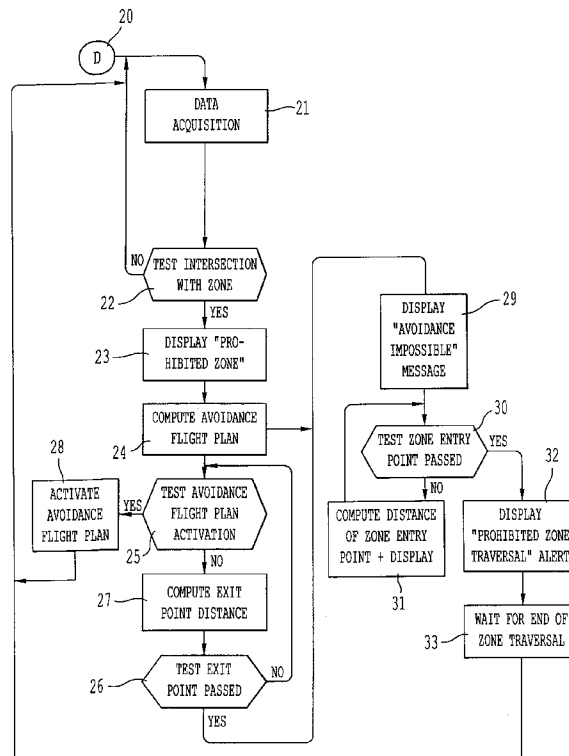 20
D
DATA
ACQUISITION
21
NO
TEST INTERSECTION
WITH ZONE
22
YES
23
DISPLAY "PRO-
HIBITED ZONE"
COMPUTE AVOIDANCE
FLIGHT PLAN
24
28
ACTIVATE
AVOIDANCE
FLIGHT PLAN
YES
TEST AVOIDANCE
FLIGHT PLAN
ACTIVATION
25
NO
27
COMPUTE EXIT
POINT DISTANCE
26
TEST EXIT
POINT PASSED
NO
YES
29
DISPLAY
"AVOIDANCE
IMPOSSIBLE"
MESSAGE
30
TEST ZONE ENTRY
POINT PASSED
YES
NO
32
COMPUTE DISTANCE
OF ZONE ENTRY
POINT + DISPLAY
31
DISPLAY
"PROHIBITED ZONE
TRAVERSAL" ALERT
33
WAIT FOR END OF
ZONE TRAVERSAL